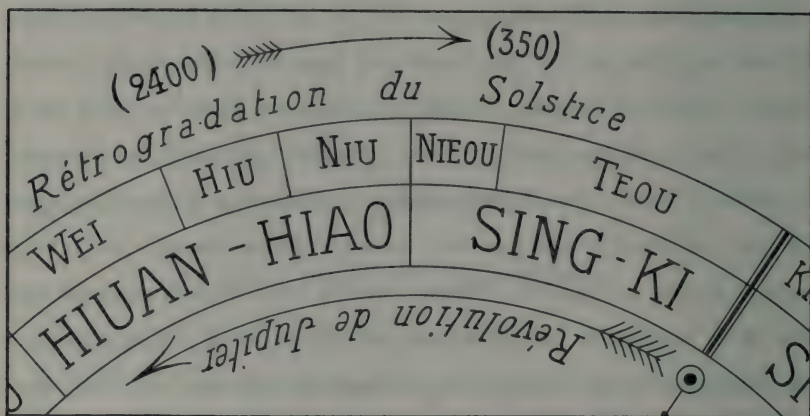 (2400) (350)
Rétrogradation du Solstice
WEI HIU NIU NIEOU TEOU
HIUAN-HIAO SING-KI
Révolution de Jupiter